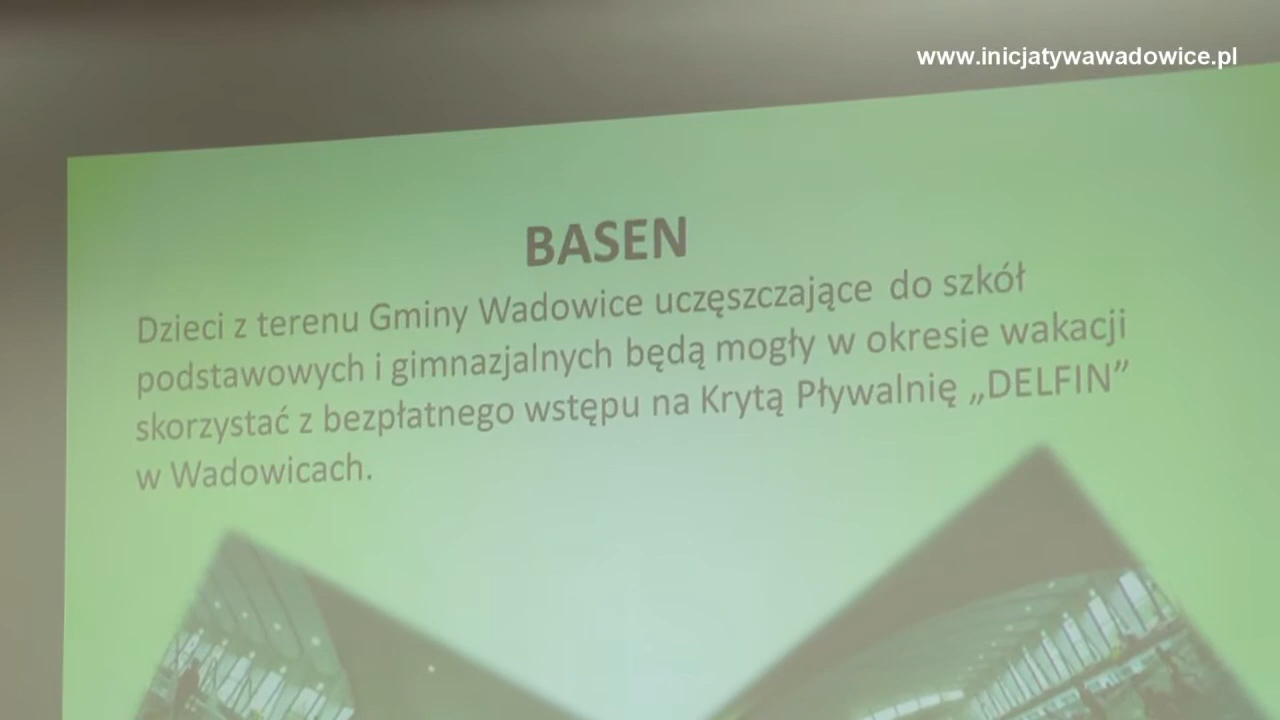 www.inicjatywawadowice.pl
BASEN
Dzieci z terenu Gminy Wadowice uczęszczające do szkół
podstawowych i gimnazjalnych będą mogły w okresie wakacji
skorzystać z bezpłatnego wstępu na Krytą Pływalnię „DELFIN”
w Wadowicach.